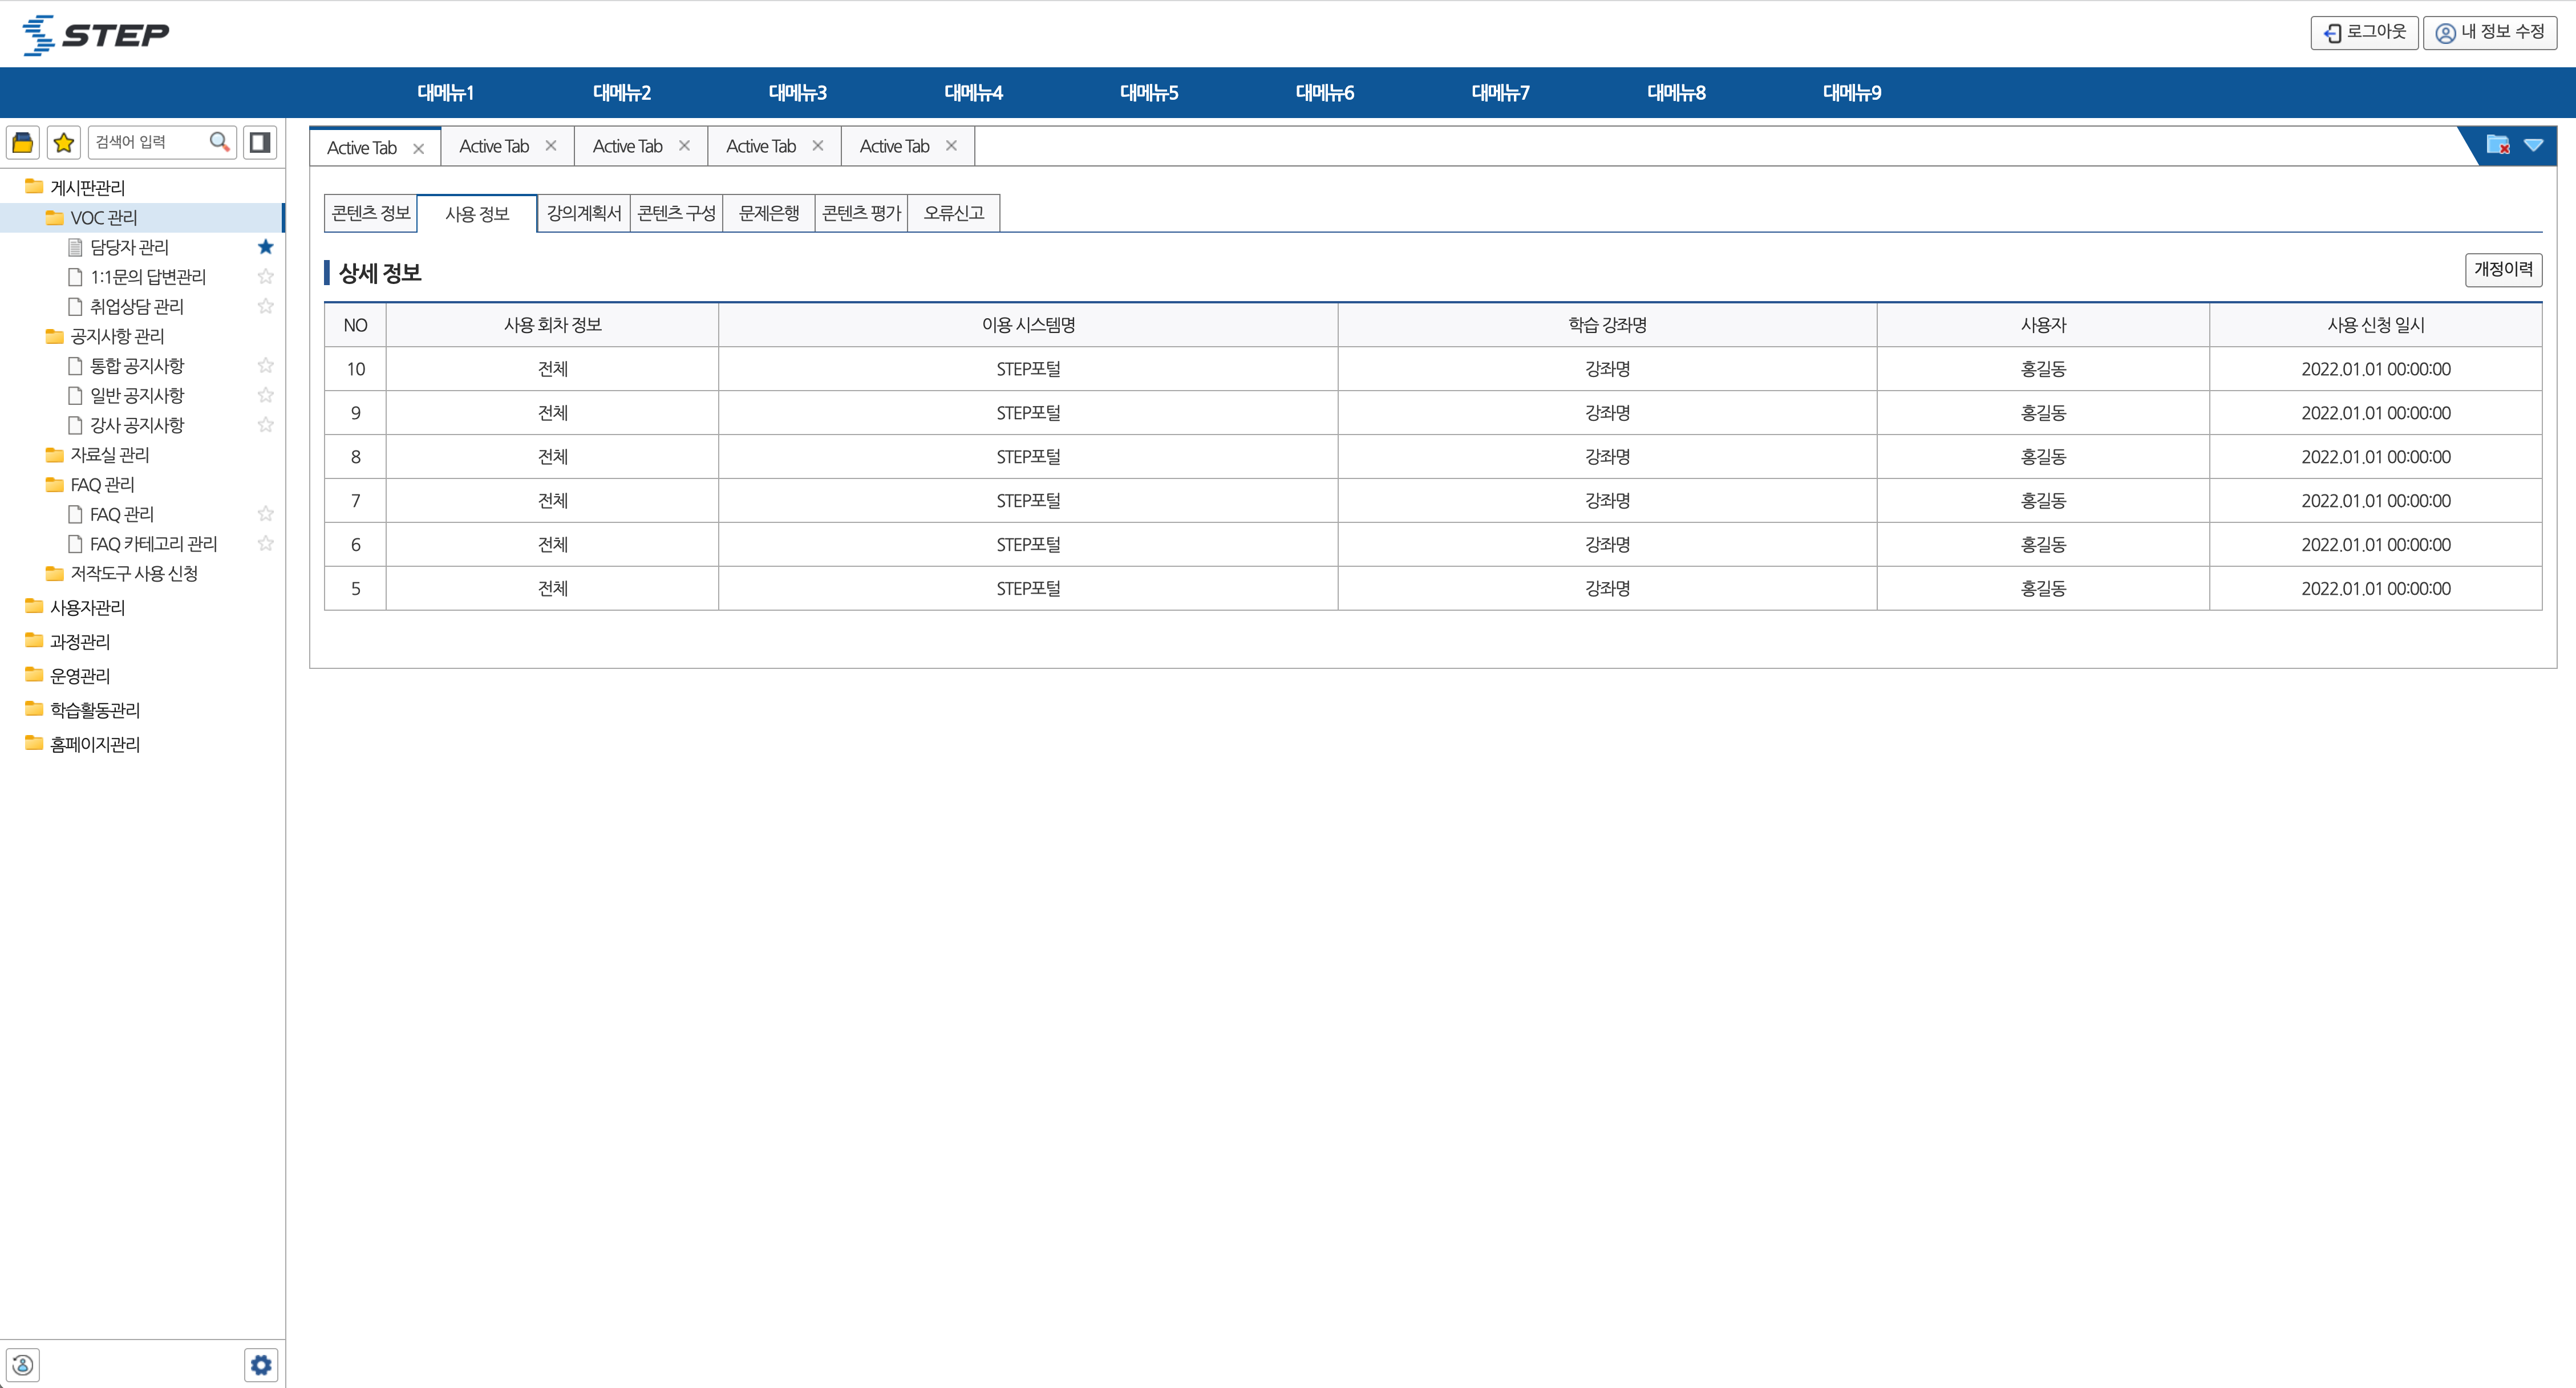 STEP
로그아웃 내 정보 수정
대메뉴1 대메뉴2 대메뉴3 대메뉴4 대메뉴5 대메뉴6 대메뉴7 대메뉴8 대메뉴9
검색어 입력
게시판관리
VOC 관리
담당자 관리
1:1문의 답변관리
취업상담 관리
공지사항 관리
통합 공지사항
일반 공지사항
강사 공지사항
자료실 관리
FAQ 관리
FAQ 관리
FAQ 카테고리 관리
저작도구 사용 신청
사용자관리
과정관리
운영관리
학습활동관리
홈페이지관리
Active Tab Active Tab Active Tab Active Tab Active Tab
콘텐츠 정보 사용 정보 강의계획서 콘텐츠 구성 문제은행 콘텐츠 평가 오류신고
상세 정보 개정이력
NO 사용 회차 정보 이용 시스템명 학습 강좌명 사용자 사용 신청 일시
10 전체 STEP포털 강좌명 홍길동 2022.01.01 00:00:00
9 전체 STEP포털 강좌명 홍길동 2022.01.01 00:00:00
8 전체 STEP포털 강좌명 홍길동 2022.01.01 00:00:00
7 전체 STEP포털 강좌명 홍길동 2022.01.01 00:00:00
6 전체 STEP포털 강좌명 홍길동 2022.01.01 00:00:00
5 전체 STEP포털 강좌명 홍길동 2022.01.01 00:00:00